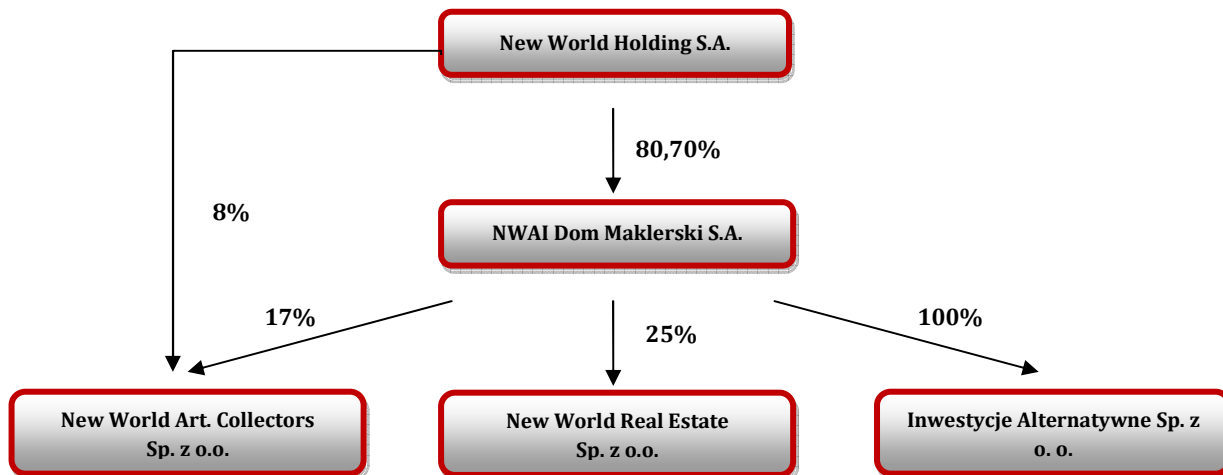 New World Holding S.A.
80,70%
8%
NWAI Dom Maklerski S.A.
17%
25%
100%
New World Art. Collectors
Sp. z o.o.
New World Real Estate
Sp. z o.o.
Inwestycje Alternatywne Sp. z
o. o.